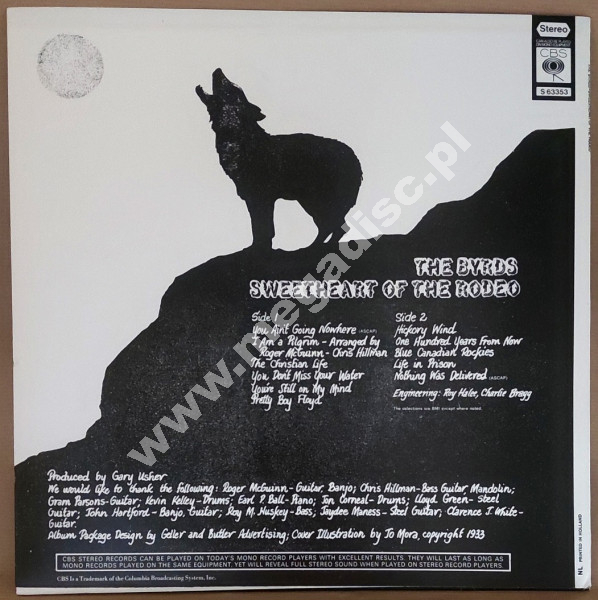 Stereo
CBS
S 63353
THE BYRDS
SWEETHEART OF THE RODEO
Side 1
You Ain't Going Nowhere (ASCAP)
I Am a Pilgrim - Arranged by
Roger McGuinn - Chris Hillman
The Christian Life
You Don't Miss Your Water
You're Still on My Mind
Pretty Boy Floyd
Side 2
Hickory Wind
One Hundred Years From Now
Blue Canadian Rockies
Life in Prison
Nothing Was Delivered (ASCAP)
Engineering: Roy Halee, Charlie Bragg
The selections are BMI except where noted.
Produced by Gary Usher
We would like to thank the following: Roger McGuinn-Guitar, Banjo; Chris Hillman-Bass Guitar, Mandolin;
Gram Parsons-Guitar; Kevin Kelley-Drums; Earl P. Ball-Piano; Jon Corneal-Drums; Lloyd Green-Steel
Guitar; John Hartford-Banjo, Guitar; Roy M. Huskey-Bass; Jaydee Maness-Steel Guitar; Clarence J. White-
Guitar.
Album Package Design by Geller and Butler Advertising; Cover Illustration by Jo Mora, copyright 1933
CBS STEREO RECORDS CAN BE PLAYED ON TODAY'S MONO RECORD PLAYERS WITH EXCELLENT RESULTS. THEY WILL LAST AS LONG AS
MONO RECORDS PLAYED ON THE SAME EQUIPMENT, YET WILL REVEAL FULL STEREO SOUND WHEN PLAYED ON STEREO RECORD PLAYERS.
CBS Is a Trademark of the Columbia Broadcasting System, Inc.
NL PRINTED IN HOLLAND
www.megadisc.pl